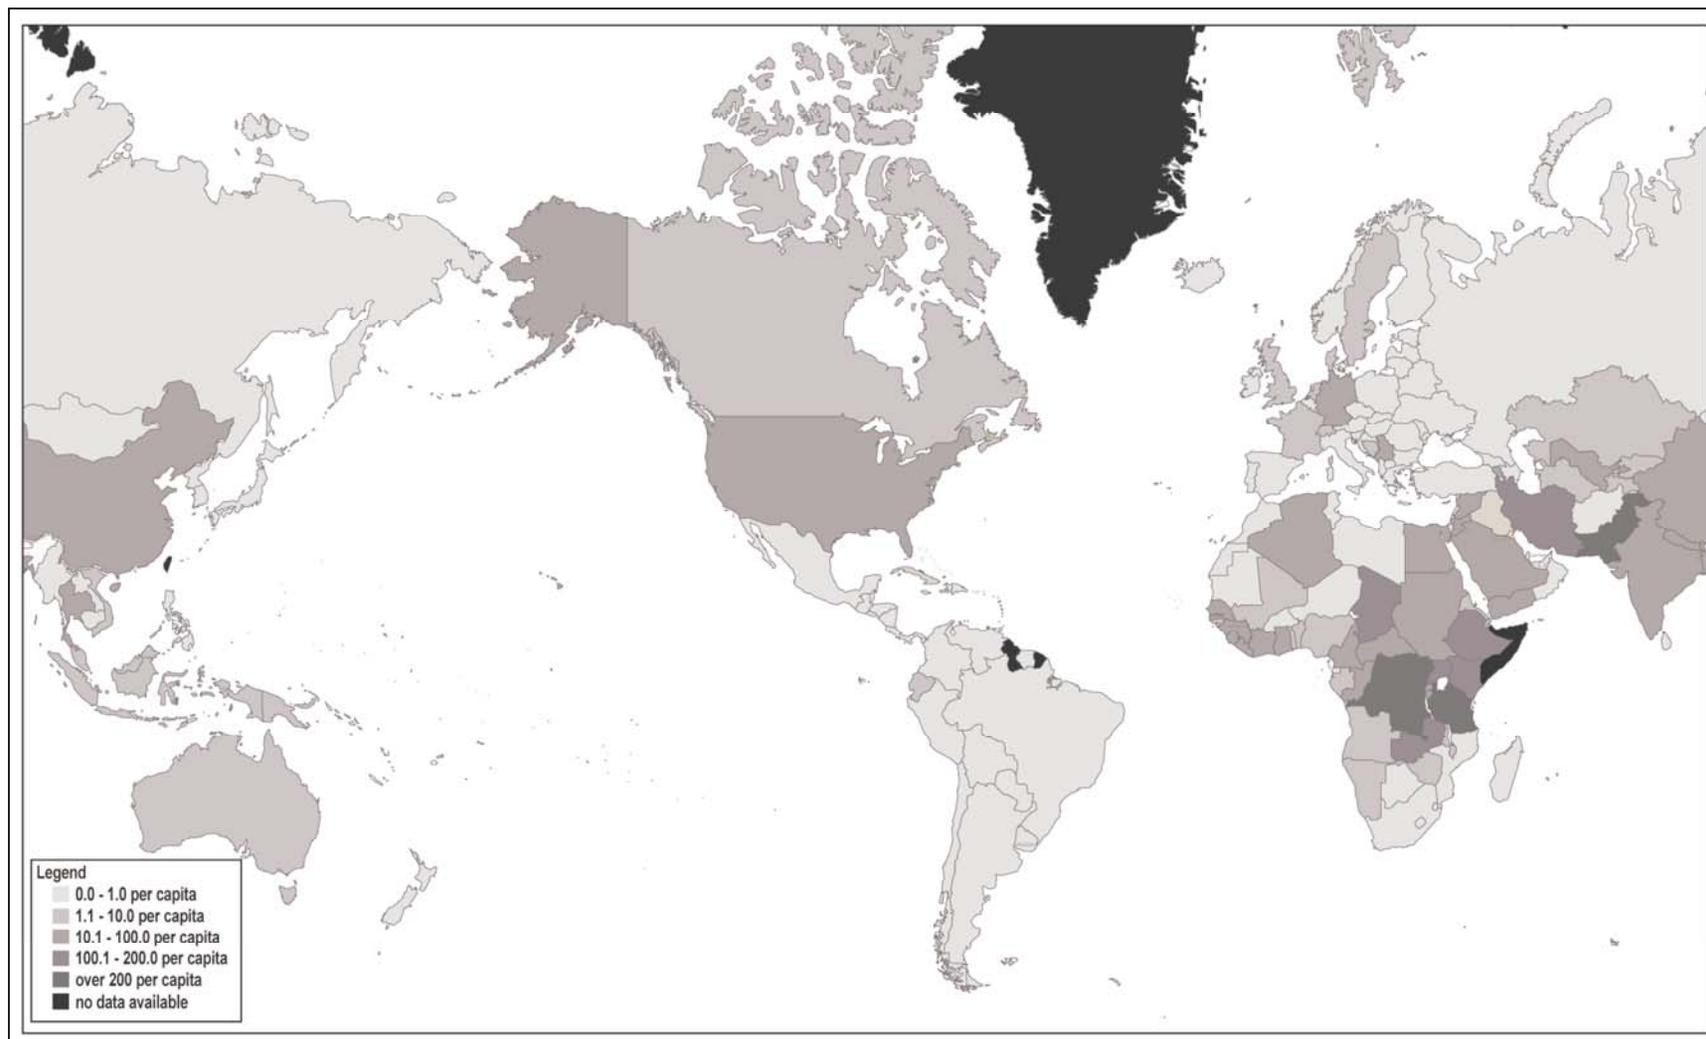 Legend
0.0 - 1.0 per capita
1.1 - 10.0 per capita
10.1 - 100.0 per capita
100.1 - 200.0 per capita
over 200 per capita
no data available